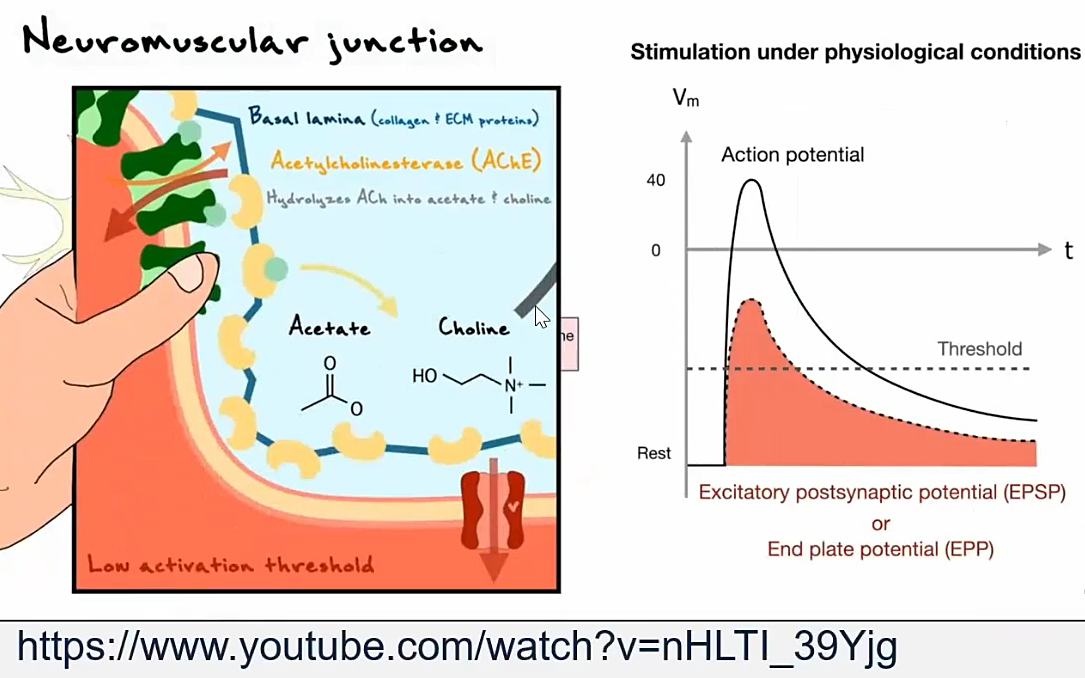 Neuromuscular junction
Stimulation under physiological conditions
Basal lamina (collagen & ECM proteins)
Acetylcholinesterase (AChE)
Hydrolyzes ACh into acetate & choline
Acetate
Choline
O
O
HO
N+
ne
Low activation threshold
Vm
Action potential
40
0
t
Threshold
Rest
Excitatory postsynaptic potential (EPSP)
or
End plate potential (EPP)
https://www.youtube.com/watch?v=nHLTI_39Yjg